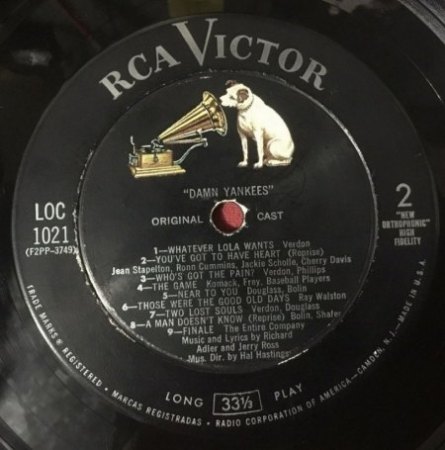 RCA VICTOR
"DAMN YANKEES"
LOC
1021
(F2PP-3749)
ORIGINAL CAST
2
"NEW
ORTHOPHONIC"
HIGH
FIDELITY
1—WHATEVER LOLA WANTS Verdon
2—YOU'VE GOT TO HAVE HEART (Reprise)
Jean Stapelton, Ronn Cummins, Jackie Scholle, Cherry Davis
3—WHO'S GOT THE PAIN? Verdon, Phillips
4—THE GAME Komack, Frey, Baseball Players
5—NEAR TO YOU Douglass, Bolin
6—THOSE WERE THE GOOD OLD DAYS Ray Walston
7—TWO LOST SOULS Verdon, Douglass
8—A MAN DOESN'T KNOW (Reprise) Bolin, Shafer
9—FINALE The Entire Company
Music and Lyrics by Richard
Adler and Jerry Ross
Mus. Dir. by Hal Hastings
LONG 33⅓ PLAY
TRADE MARKS ® REGISTERED • MARCAS REGISTRADAS • RADIO CORPORATION OF AMERICA—CAMDEN, N.J. MADE IN U.S.A.